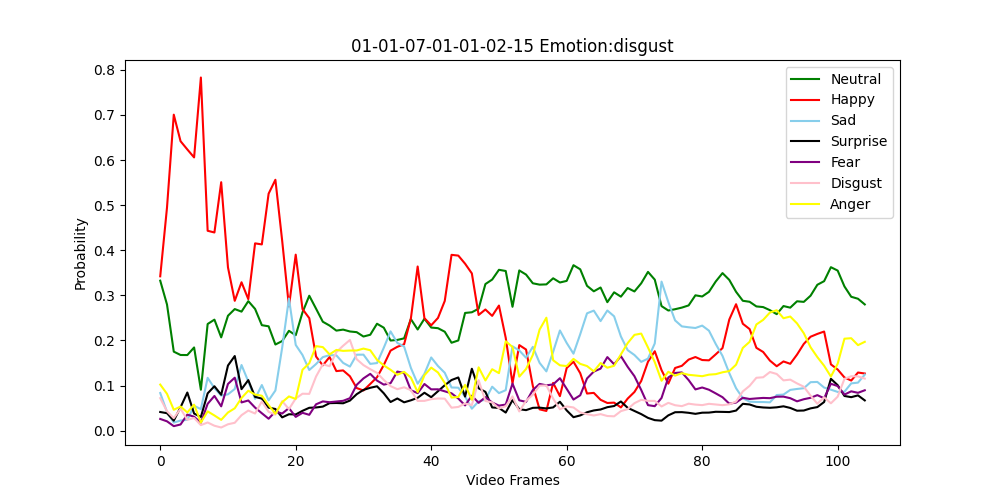 01-01-07-01-01-02-15 Emotion:disgust
0.8
0.7
0.6
0.5
0.4
0.3
0.2
0.1
0.0
Probability
0 20 40 60 80 100
Video Frames
Neutral
Happy
Sad
Surprise
Fear
Disgust
Anger